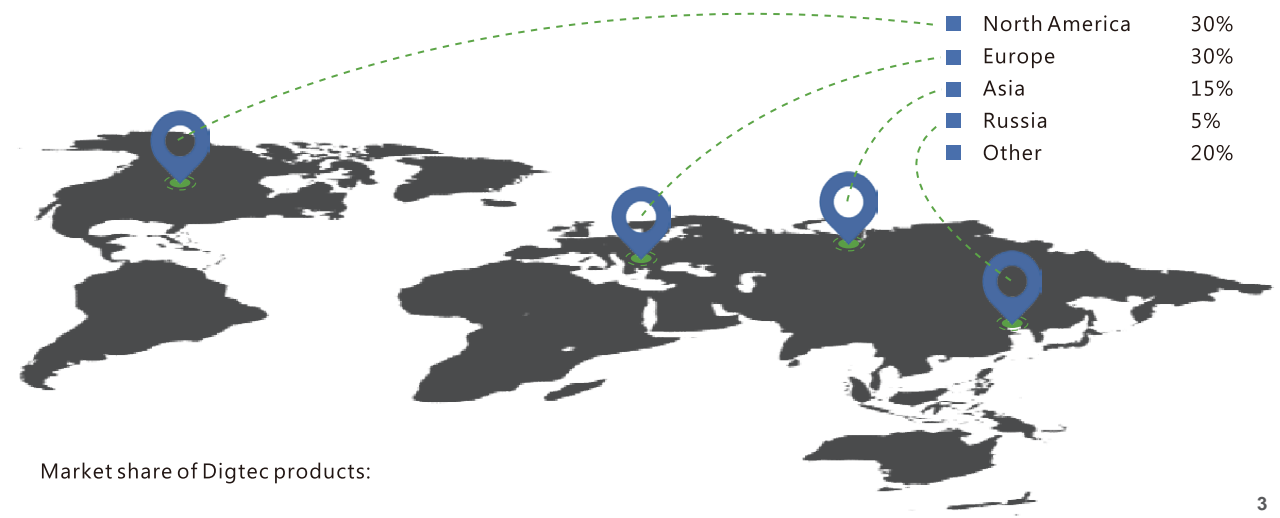 North America 30%
Europe 30%
Asia 15%
Russia 5%
Other 20%
Market share of Digtec products:
3